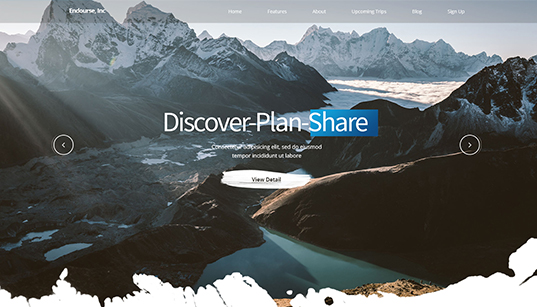 Endourse, Inc
Home Features About Upcoming Trips Blog Sign Up
Discover-Plan-Share
Consectetur adipisicing elit, sed do eiusmod
tempor incididunt ut labore
View Detail